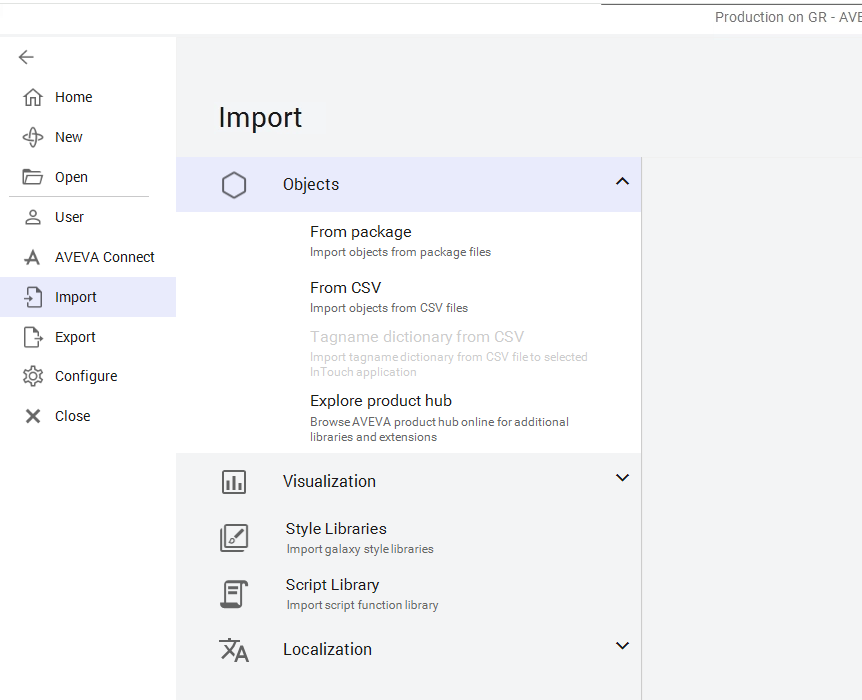 Production on GR - AVE
Home
New
Open
User
AVEVA Connect
Import
Export
Configure
Close
Import
Objects
From package
Import objects from package files
From CSV
Import objects from CSV files
Tagname dictionary from CSV
Import tagname dictionary from CSV file to selected
InTouch application
Explore product hub
Browse AVEVA product hub online for additional
libraries and extensions
Visualization
Style Libraries
Import galaxy style libraries
Script Library
Import script function library
Localization